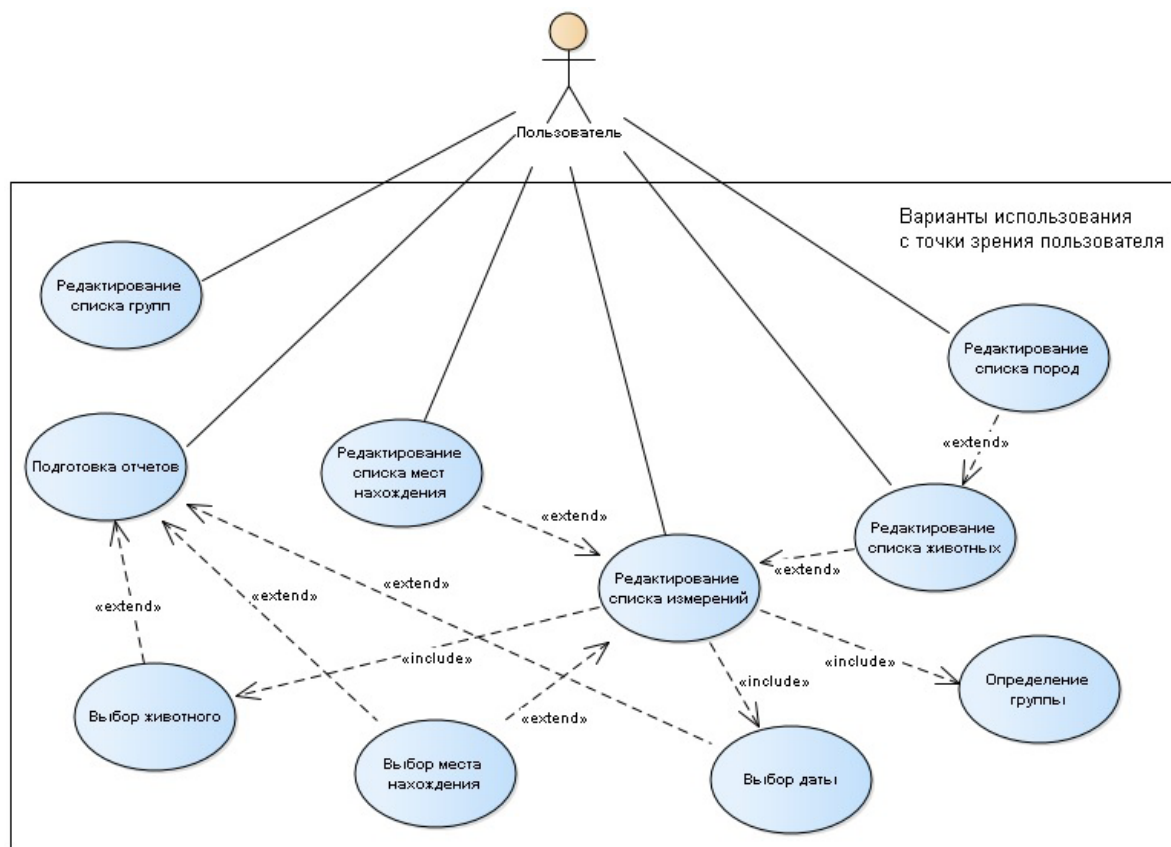 Пользователь
Варианты использования
с точки зрения пользователя
Редактирование
списка групп
Редактирование
списка пород
«extend»
Подготовка отчетов
Редактирование
списка мест
нахождения
«extend»
Редактирование
списка животных
«extend»
Редактирование
списка измерений
«extend»
«extend»
«extend»
«include»
«include»
«include»
«extend»
Выбор животного
Выбор места
нахождения
Выбор даты
Определение
группы